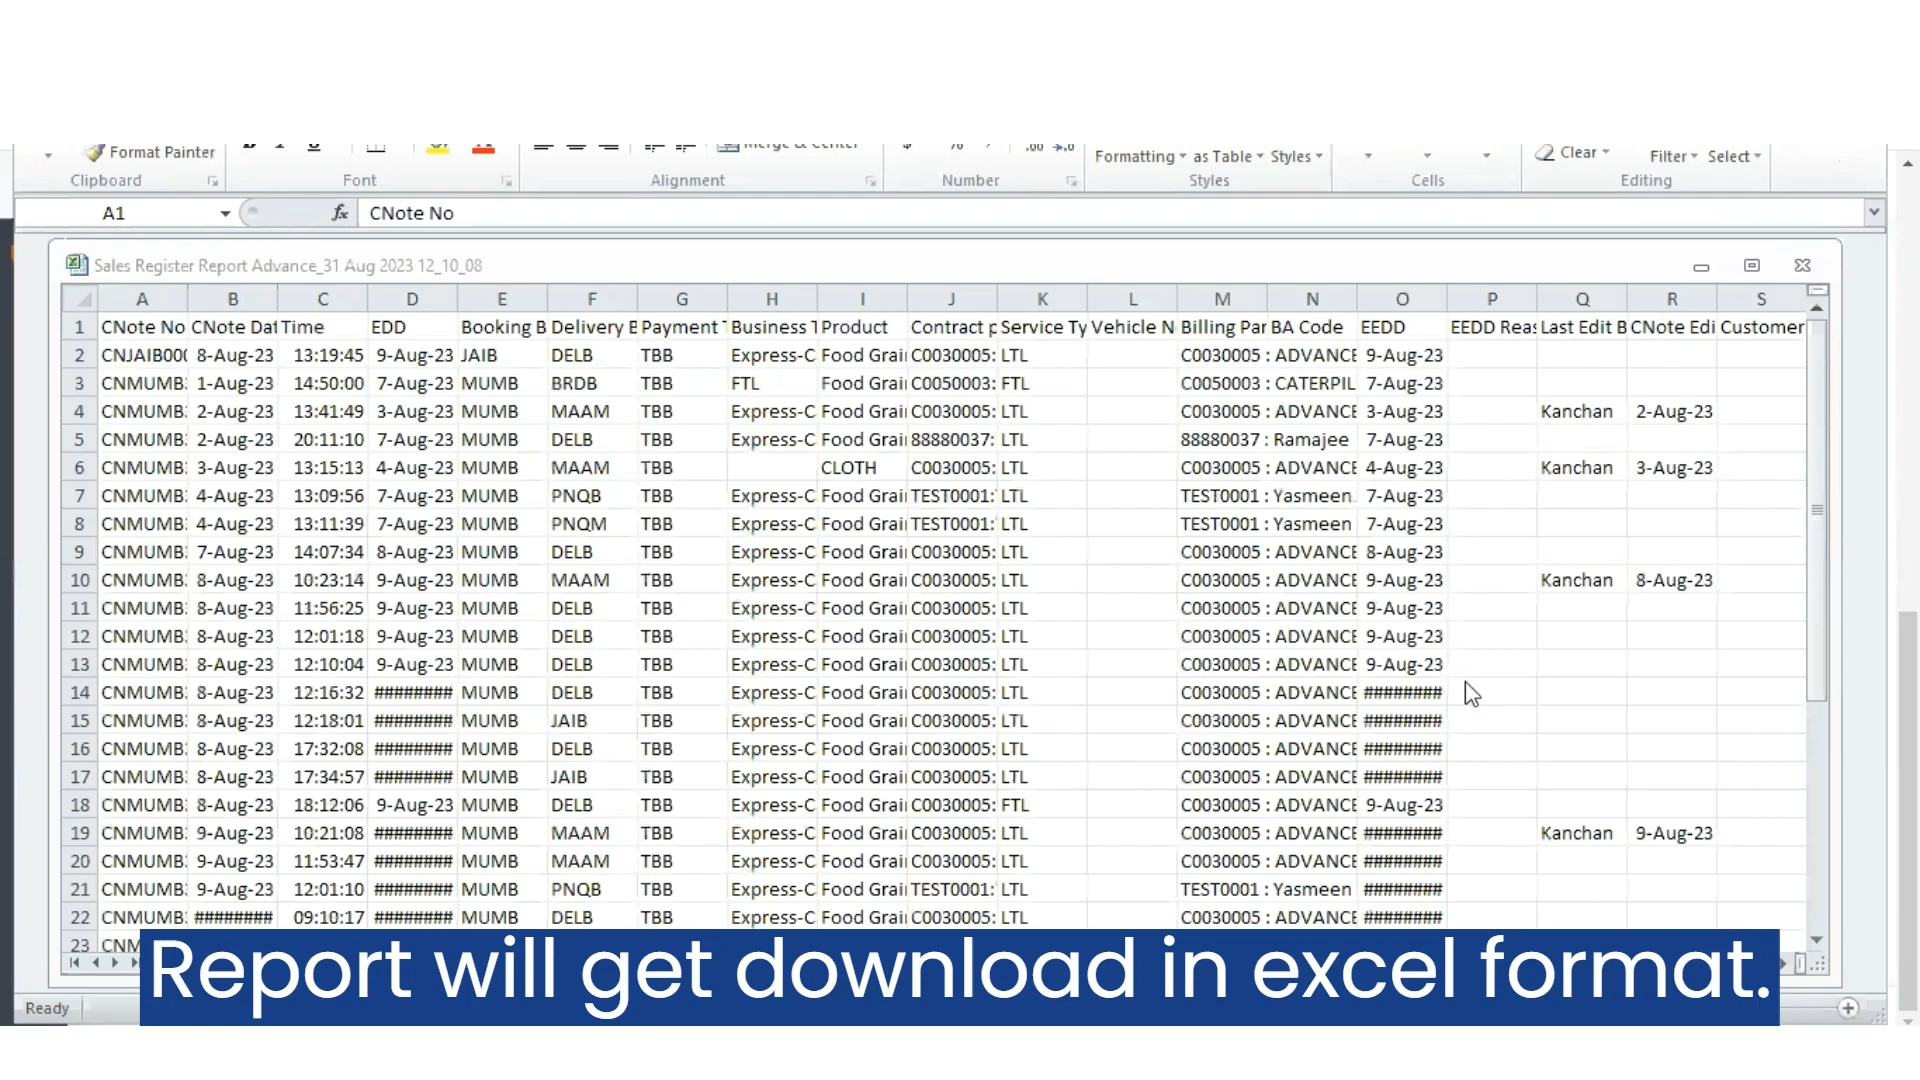 Format Painter Merge & Center .00 Formatting as Table Styles Clear Filter Select
Clipboard Font Alignment Number Styles Cells Editing
A1 fx CNote No
Sales Register Report Advance_31 Aug 2023 12_10_08
A B C D E F G H I J K L M N O P Q R S
1 CNote No CNote Dat Time EDD Booking B Delivery B Payment T Business T Product Contract p Service Ty Vehicle N Billing Par BA Code EEDD EEDD Reas Last Edit B CNote Edi Customer
2 CNJAIB000 8-Aug-23 13:19:45 9-Aug-23 JAIB DELB TBB Express-C Food Grai C0030005: LTL C0030005 : ADVANCE 9-Aug-23
3 CNMUMB: 1-Aug-23 14:50:00 7-Aug-23 MUMB BRDB TBB FTL Food Grai C0050003: FTL C0050003 : CATERPIL 7-Aug-23
4 CNMUMB: 2-Aug-23 13:41:49 3-Aug-23 MUMB MAAM TBB Express-C Food Grai C0030005: LTL C0030005 : ADVANCE 3-Aug-23 Kanchan 2-Aug-23
5 CNMUMB: 2-Aug-23 20:11:10 7-Aug-23 MUMB DELB TBB Express-C Food Grai 88880037: LTL 88880037 : Ramajee 7-Aug-23
6 CNMUMB: 3-Aug-23 13:15:13 4-Aug-23 MUMB MAAM TBB CLOTH C0030005: LTL C0030005 : ADVANCE 4-Aug-23 Kanchan 3-Aug-23
7 CNMUMB: 4-Aug-23 13:09:56 7-Aug-23 MUMB PNQB TBB Express-C Food Grai TEST0001: LTL TEST0001 : Yasmeen 7-Aug-23
8 CNMUMB: 4-Aug-23 13:11:39 7-Aug-23 MUMB PNQM TBB Express-C Food Grai TEST0001: LTL TEST0001 : Yasmeen 7-Aug-23
9 CNMUMB: 7-Aug-23 14:07:34 8-Aug-23 MUMB DELB TBB Express-C Food Grai C0030005: LTL C0030005 : ADVANCE 8-Aug-23
10 CNMUMB: 8-Aug-23 10:23:14 9-Aug-23 MUMB MAAM TBB Express-C Food Grai C0030005: LTL C0030005 : ADVANCE 9-Aug-23 Kanchan 8-Aug-23
11 CNMUMB: 8-Aug-23 11:56:25 9-Aug-23 MUMB DELB TBB Express-C Food Grai C0030005: LTL C0030005 : ADVANCE 9-Aug-23
12 CNMUMB: 8-Aug-23 12:01:18 9-Aug-23 MUMB DELB TBB Express-C Food Grai C0030005: LTL C0030005 : ADVANCE 9-Aug-23
13 CNMUMB: 8-Aug-23 12:10:04 9-Aug-23 MUMB DELB TBB Express-C Food Grai C0030005: LTL C0030005 : ADVANCE 9-Aug-23
14 CNMUMB: 8-Aug-23 12:16:32 ######## MUMB DELB TBB Express-C Food Grai C0030005: LTL C0030005 : ADVANCE ########
15 CNMUMB: 8-Aug-23 12:18:01 ######## MUMB JAIB TBB Express-C Food Grai C0030005: LTL C0030005 : ADVANCE ########
16 CNMUMB: 8-Aug-23 17:32:08 ######## MUMB DELB TBB Express-C Food Grai C0030005: LTL C0030005 : ADVANCE ########
17 CNMUMB: 8-Aug-23 17:34:57 ######## MUMB JAIB TBB Express-C Food Grai C0030005: LTL C0030005 : ADVANCE ########
18 CNMUMB: 8-Aug-23 18:12:06 9-Aug-23 MUMB DELB TBB Express-C Food Grai C0030005: FTL C0030005 : ADVANCE 9-Aug-23
19 CNMUMB: 9-Aug-23 10:21:08 ######## MUMB MAAM TBB Express-C Food Grai C0030005: LTL C0030005 : ADVANCE ######## Kanchan 9-Aug-23
20 CNMUMB: 9-Aug-23 11:53:47 ######## MUMB MAAM TBB Express-C Food Grai C0030005: LTL C0030005 : ADVANCE ########
21 CNMUMB: 9-Aug-23 12:01:10 ######## MUMB PNQB TBB Express-C Food Grai TEST0001: LTL TEST0001 : Yasmeen ########
22 CNMUMB: ######## 09:10:17 ######## MUMB DELB TBB Express-C Food Grai C0030005: LTL C0030005 : ADVANCE ########
23 CNM
Report will get download in excel format.
Ready